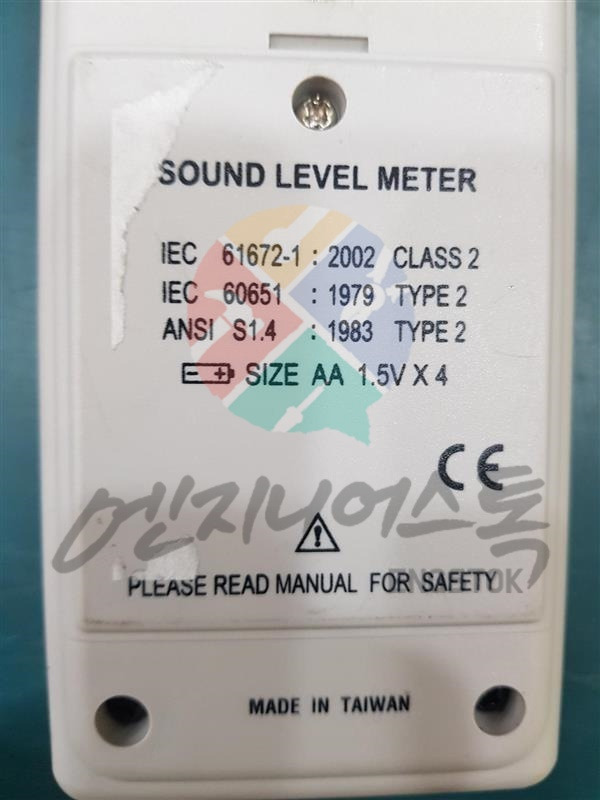 SOUND LEVEL METER
IEC 61672-1 : 2002 CLASS 2
IEC 60651 : 1979 TYPE 2
ANSI S1.4 : 1983 TYPE 2
SIZE AA 1.5V X 4
CE
엔지니어스톡
ENGSTOK
PLEASE READ MANUAL FOR SAFETY
MADE IN TAIWAN